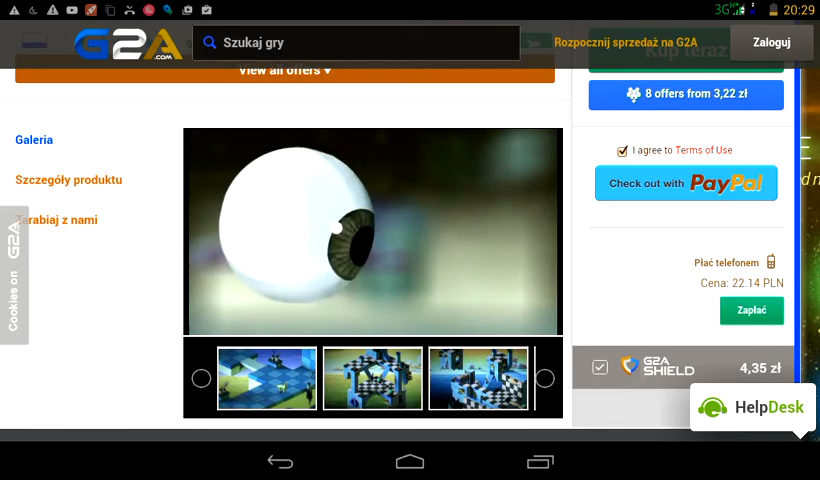 3G H+ 20:29
G2A .COM Szukaj gry Rozpocznij sprzedaż na G2A Zaloguj
View all offers ▾ Kup teraz
8 offers from 3,22 zł
Galeria
I agree to Terms of Use
Szczegóły produktu
Check out with PayPal
Zarabiaj z nami
Cookies on G2A
Płać telefonem
Cena: 22.14 PLN
Zapłać
G2A SHIELD 4,35 zł
HelpDesk